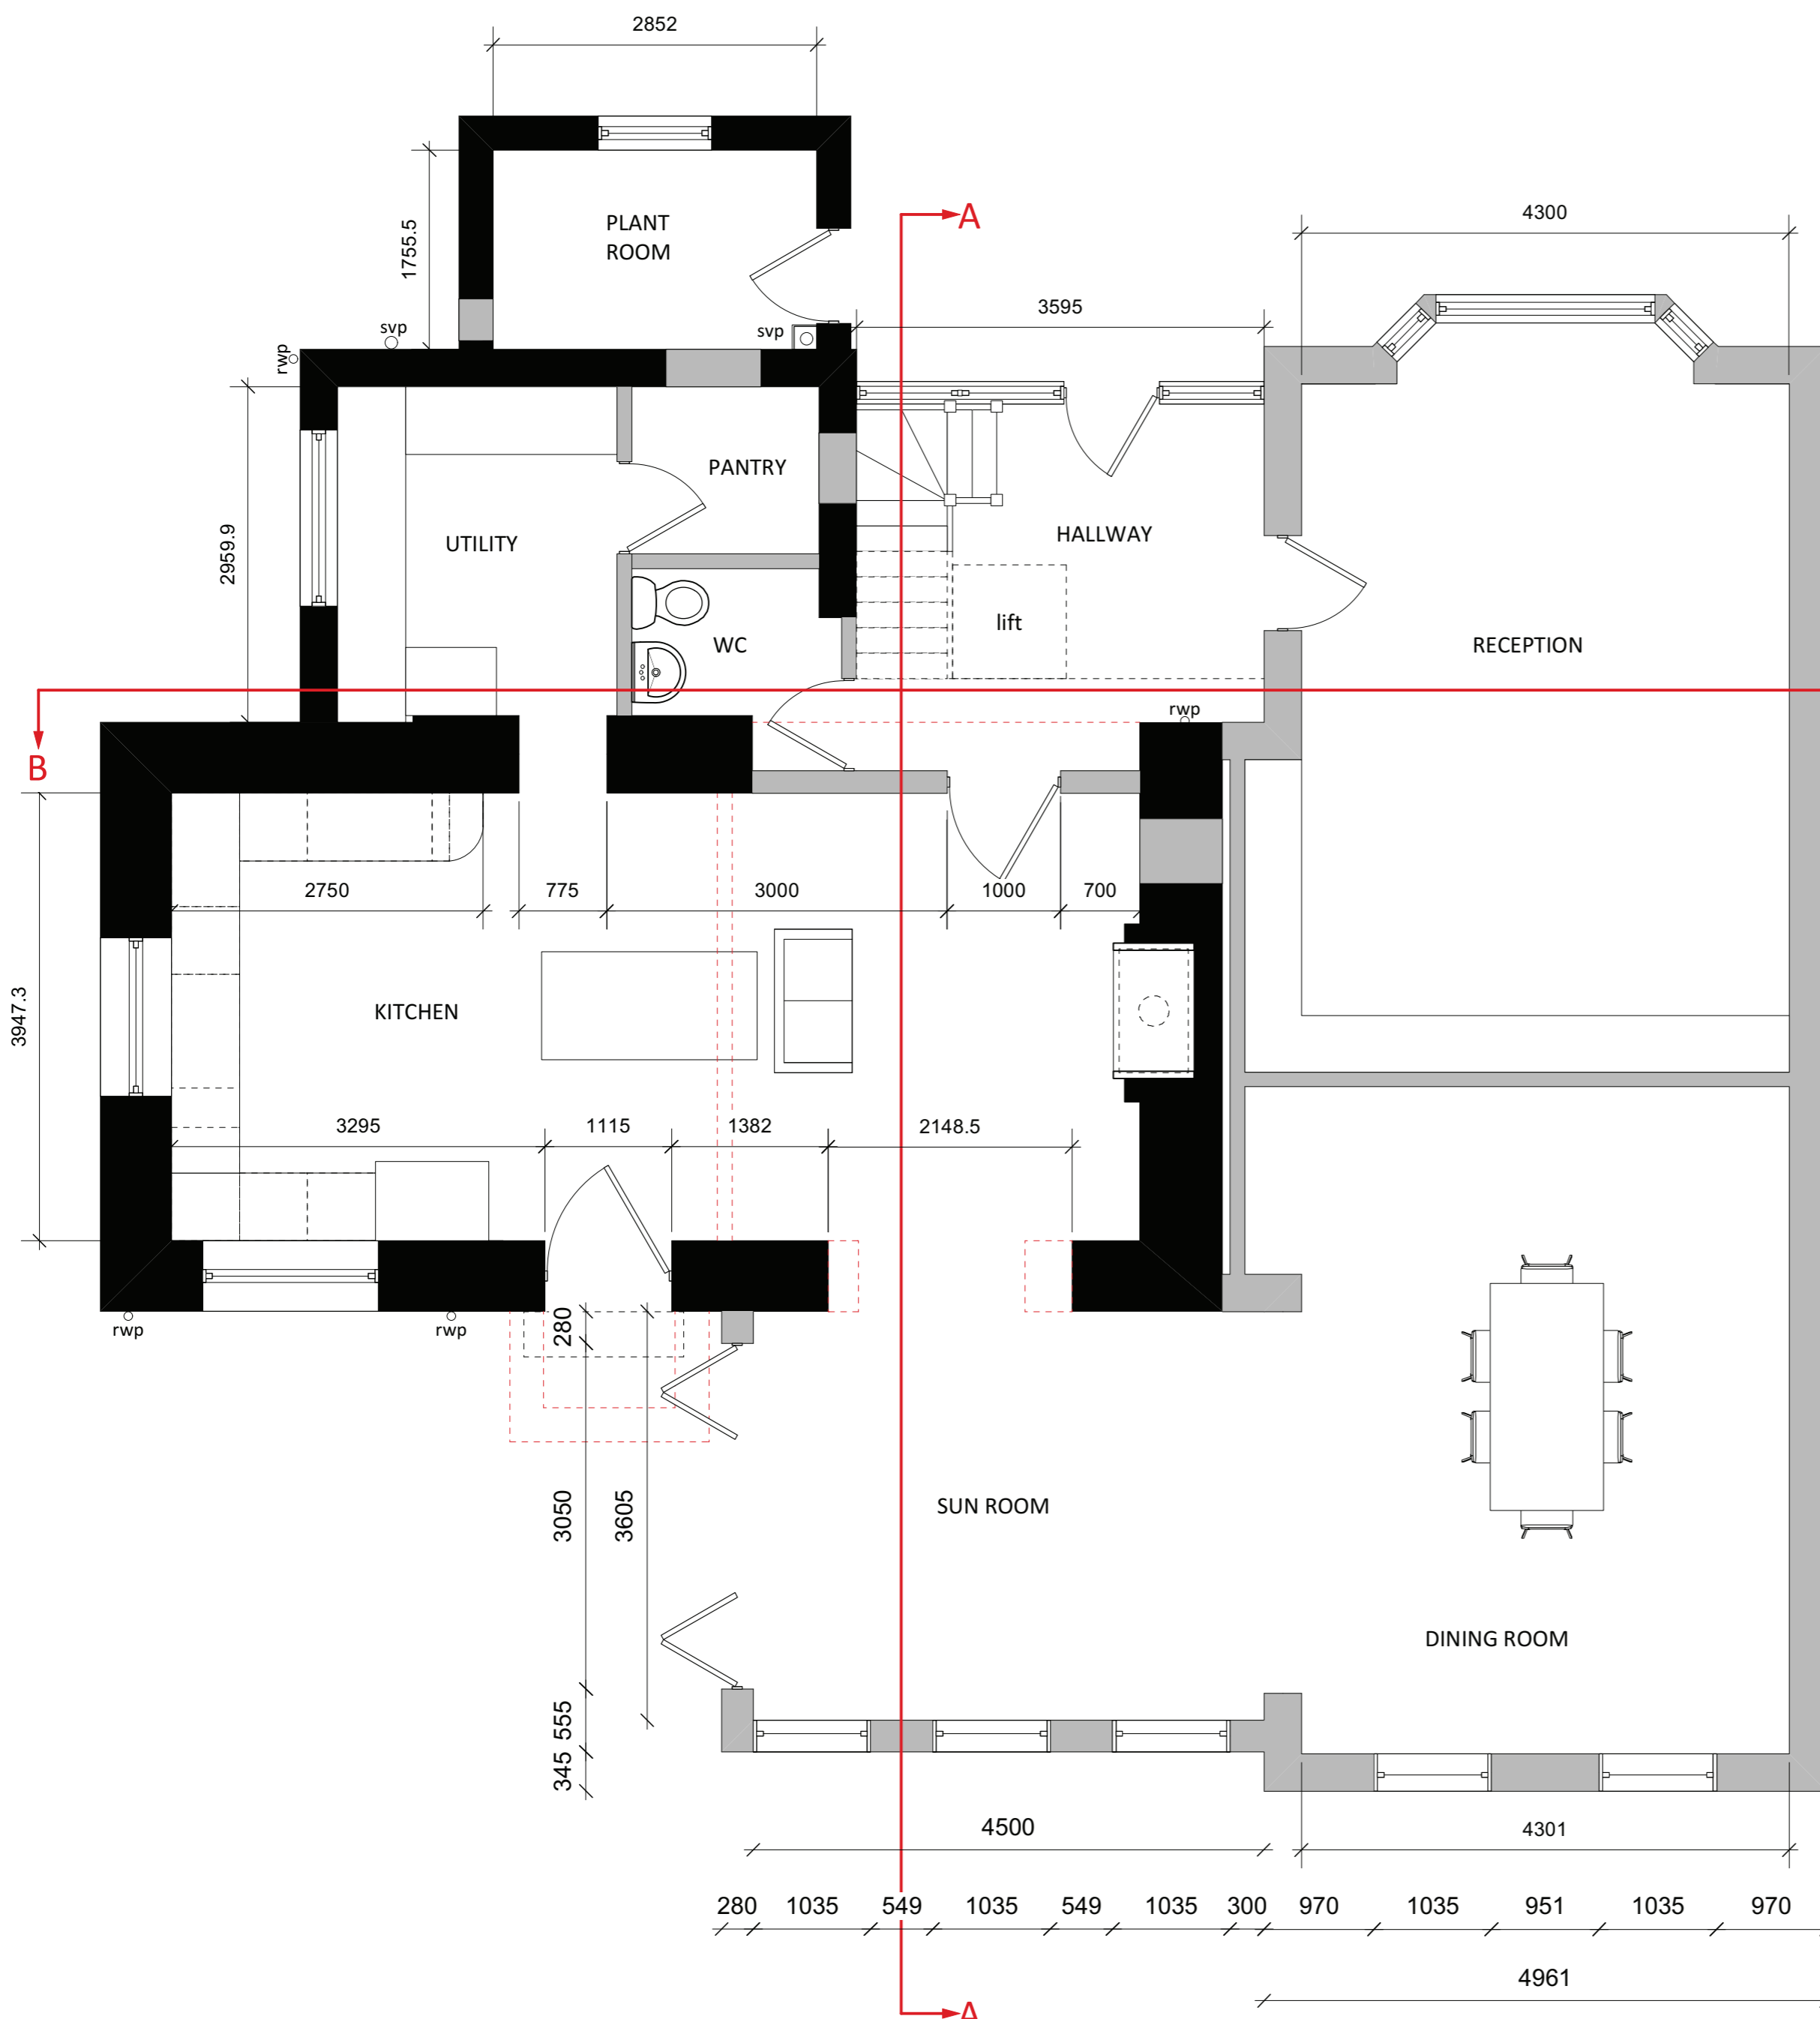 2852
PLANT
ROOM
1755.5
A
4300
3595
svp
svp
rwp
PANTRY
HALLWAY
UTILITY
2959.9
lift
WC
RECEPTION
rwp
B
2750
775
3000
1000
700
KITCHEN
3947.3
3295
1115
1382
2148.5
rwp
rwp
280
3050
3605
SUN ROOM
DINING ROOM
555
345
4500
4301
280
1035
549
1035
549
1035
300
970
1035
951
1035
970
4961
A